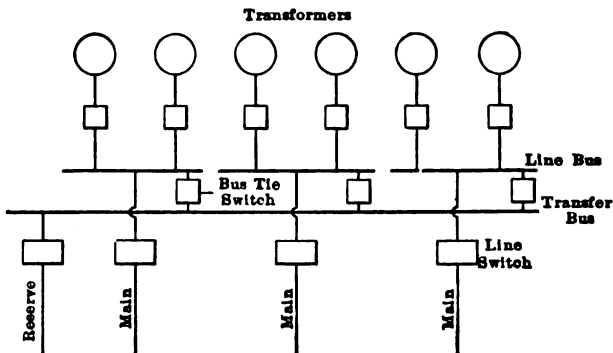 Transformers
Line Bus
Bus Tie
Switch
Transfer
Bus
Line
Switch
Reserve
Main
Main
Main